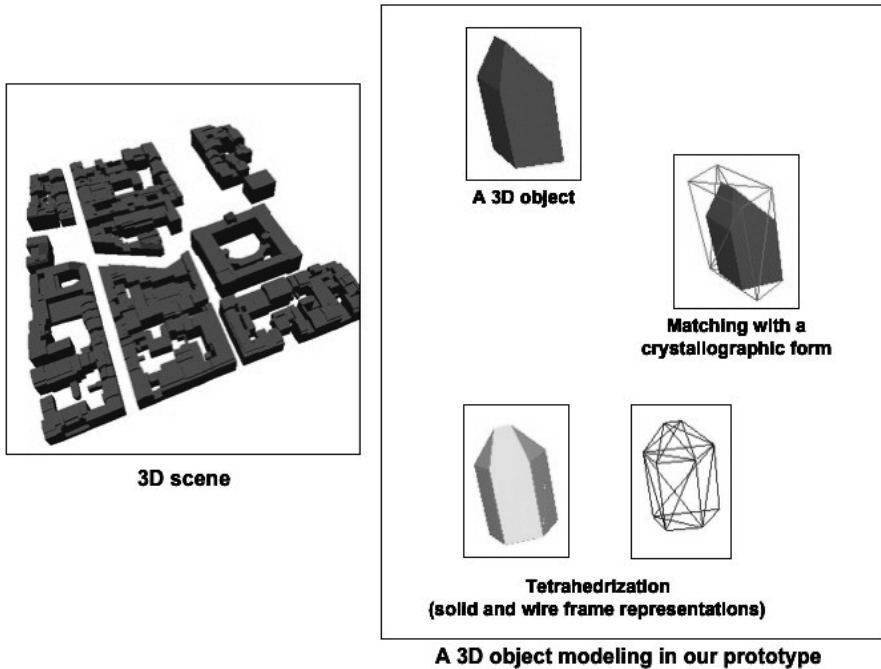 A 3D object
Matching with a
crystallographic form
3D scene
Tetrahedrization
(solid and wire frame representations)
A 3D object modeling in our prototype